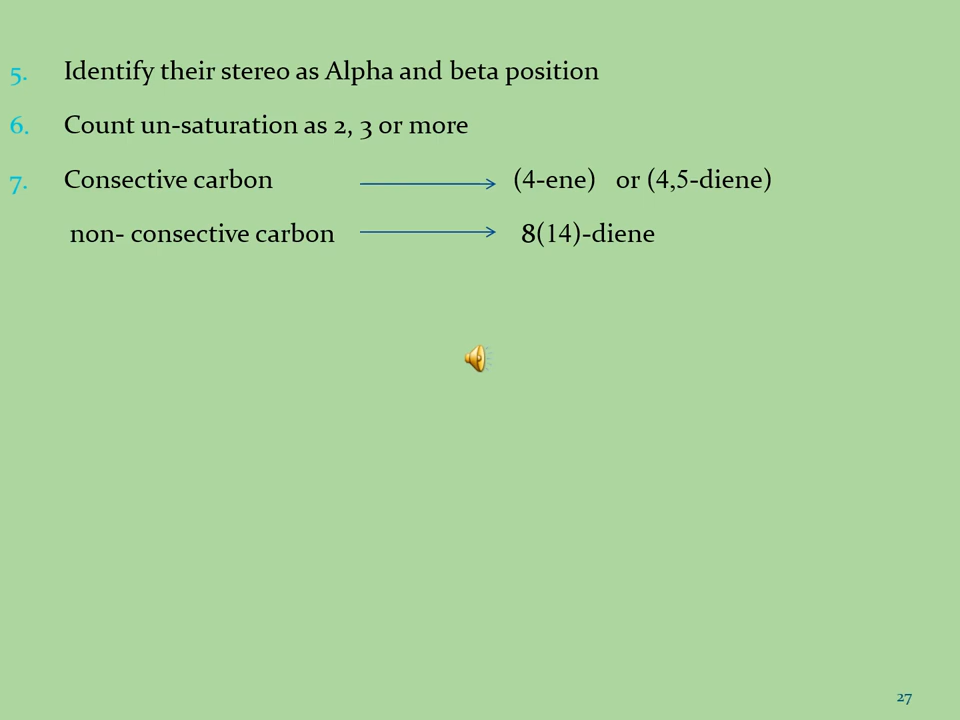 5. Identify their stereo as Alpha and beta position
6. Count un-saturation as 2, 3 or more
7. Consective carbon (4-ene) or (4,5-diene)
non- consective carbon 8(14)-diene
27